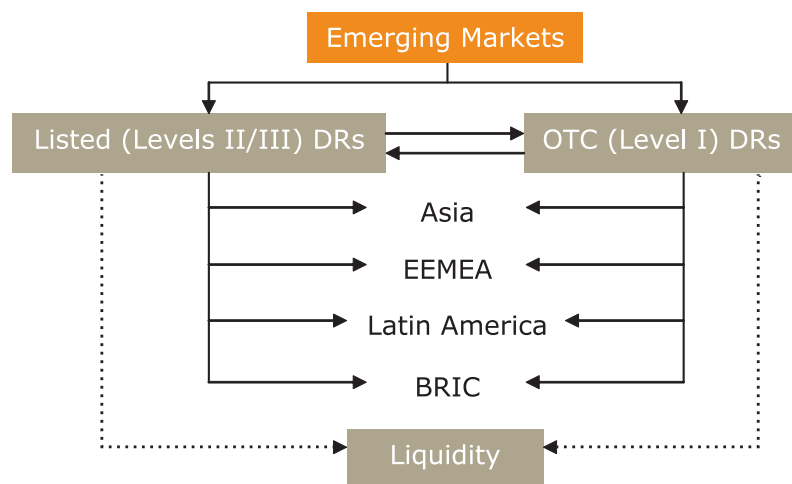 Emerging Markets
Listed (Levels II/III) DRs
OTC (Level I) DRs
Asia
EEMEA
Latin America
BRIC
Liquidity